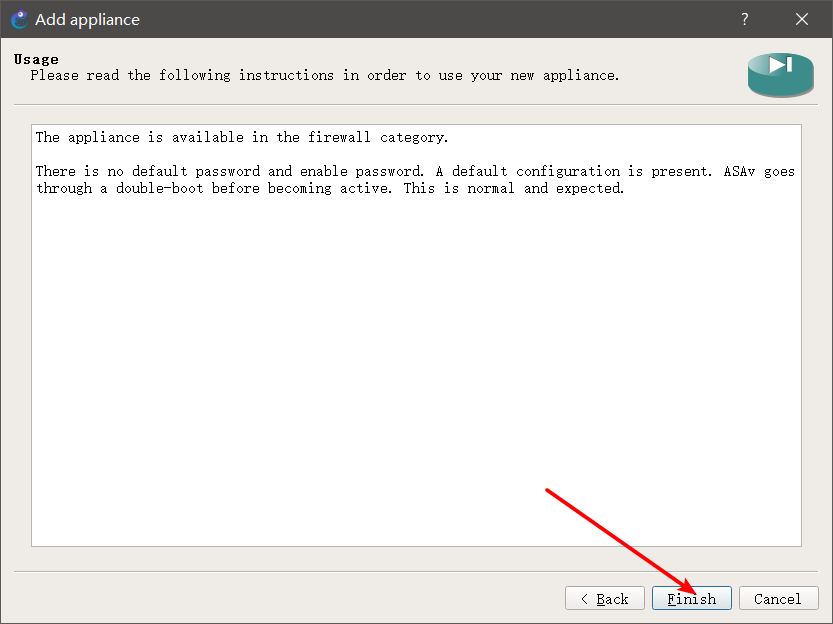 Add appliance
?
Usage
Please read the following instructions in order to use your new appliance.
The appliance is available in the firewall category.
There is no default password and enable password. A default configuration is present. ASAv goes
through a double-boot before becoming active. This is normal and expected.
< Back
Finish
Cancel